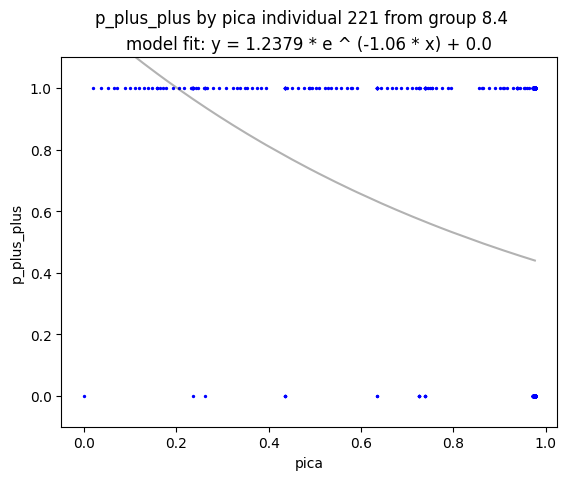 p_plus_plus by pica individual 221 from group 8.4
model fit: y = 1.2379 * e ^ (-1.06 * x) + 0.0
1.0
0.8
0.6
0.4
0.2
0.0
p_plus_plus
0.0 0.2 0.4 0.6 0.8 1.0
pica